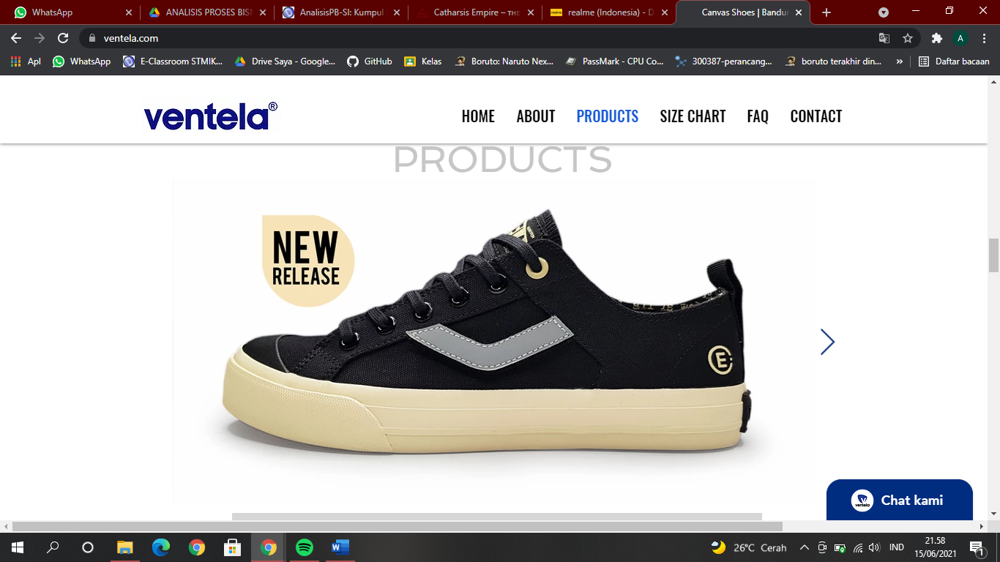 WhatsApp
ANALISIS PROSES BISN
AnalisisPB-SI: Kumpul
Catharsis Empire – THE
realme (Indonesia) - D
Canvas Shoes | Bandun
ventela.com
A
Apl
WhatsApp
E-Classroom STMIK...
Drive Saya - Google...
GitHub
Kelas
Boruto: Naruto Nex...
PassMark - CPU Co...
300387-perancang...
boruto terakhir din...
»
Daftar bacaan
ventela®
HOME
ABOUT
PRODUCTS
SIZE CHART
FAQ
CONTACT
PRODUCTS
NEW
RELEASE
E
ventela
Chat kami
26°C Cerah
IND
21.58
15/06/2021
1